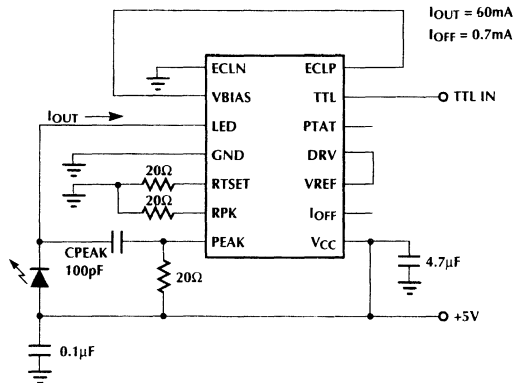 IOUT = 60mA
IOFF = 0.7mA
ECLN ECLP
VBIAS TTL TTL IN
IOUT
LED PTAT
GND DRV
20Ω RTSET VREF
20Ω RPK IOFF
CPEAK
100pF
PEAK VCC
20Ω 4.7µF
+5V
0.1µF